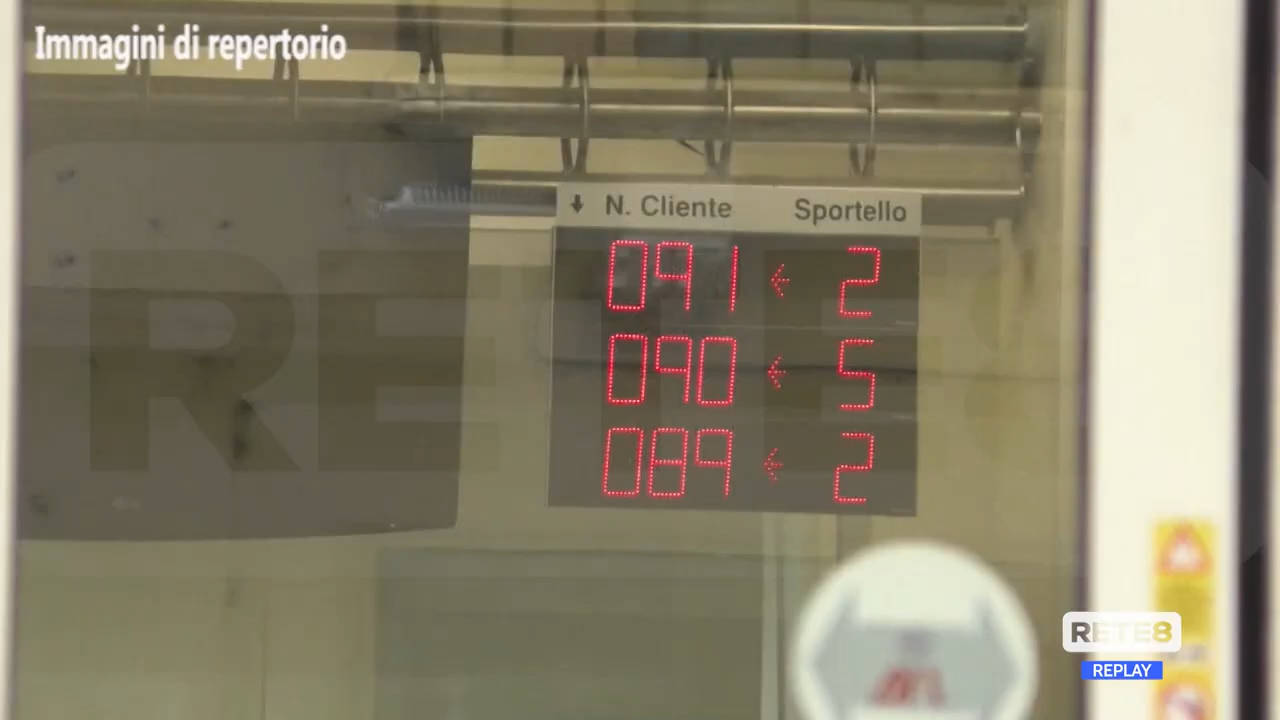 Immagini di repertorio
N. Cliente Sportello
091 2
090 5
089 2
RETE8
REPLAY